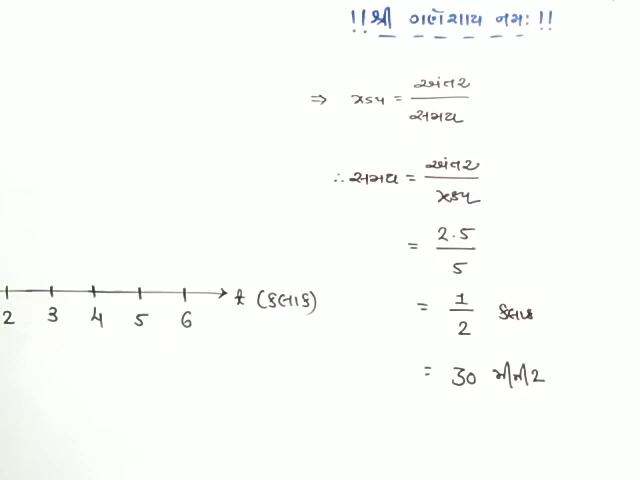 !! શ્રી ગણેશાય નમઃ !!
⇒ ઝડપ = અંતર / સમય
∴ સમય = અંતર / ઝડપ
= 2.5 / 5
= 1 / 2 કલાક
= 30 મીનીટ
t (કલાક)
2 3 4 5 6